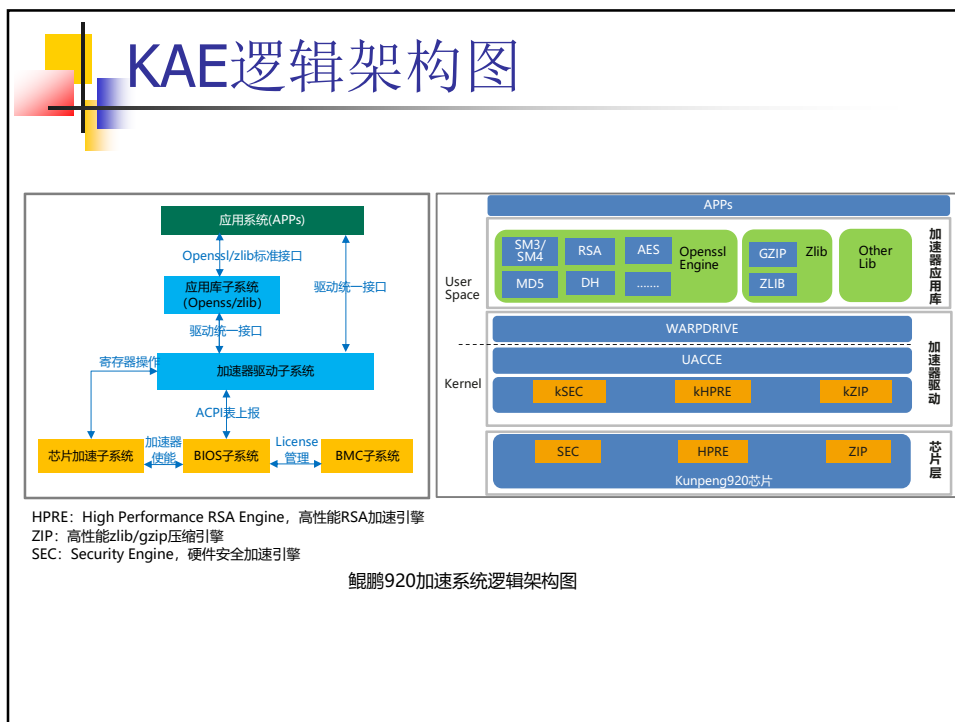 KAE逻辑架构图
应用系统(APPs)
Openssl/zlib标准接口
应用库子系统
(Openss/zlib)
驱动统一接口
驱动统一接口
寄存器操作
加速器驱动子系统
ACPI表上报
芯片加速子系统
加速器
使能
BIOS子系统
License
管理
BMC子系统
APPs
User
Space
SM3/
SM4
RSA
AES
MD5
DH
.......
Openssl
Engine
GZIP
ZLIB
Zlib
Other
Lib
加速器应用库
WARPDRIVE
UACCE
Kernel
kSEC
kHPRE
kZIP
加速器驱动
SEC
HPRE
ZIP
Kunpeng920芯片
芯片层
HPRE：High Performance RSA Engine，高性能RSA加速引擎
ZIP：高性能zlib/gzip压缩引擎
SEC：Security Engine，硬件安全加速引擎
鲲鹏920加速系统逻辑架构图